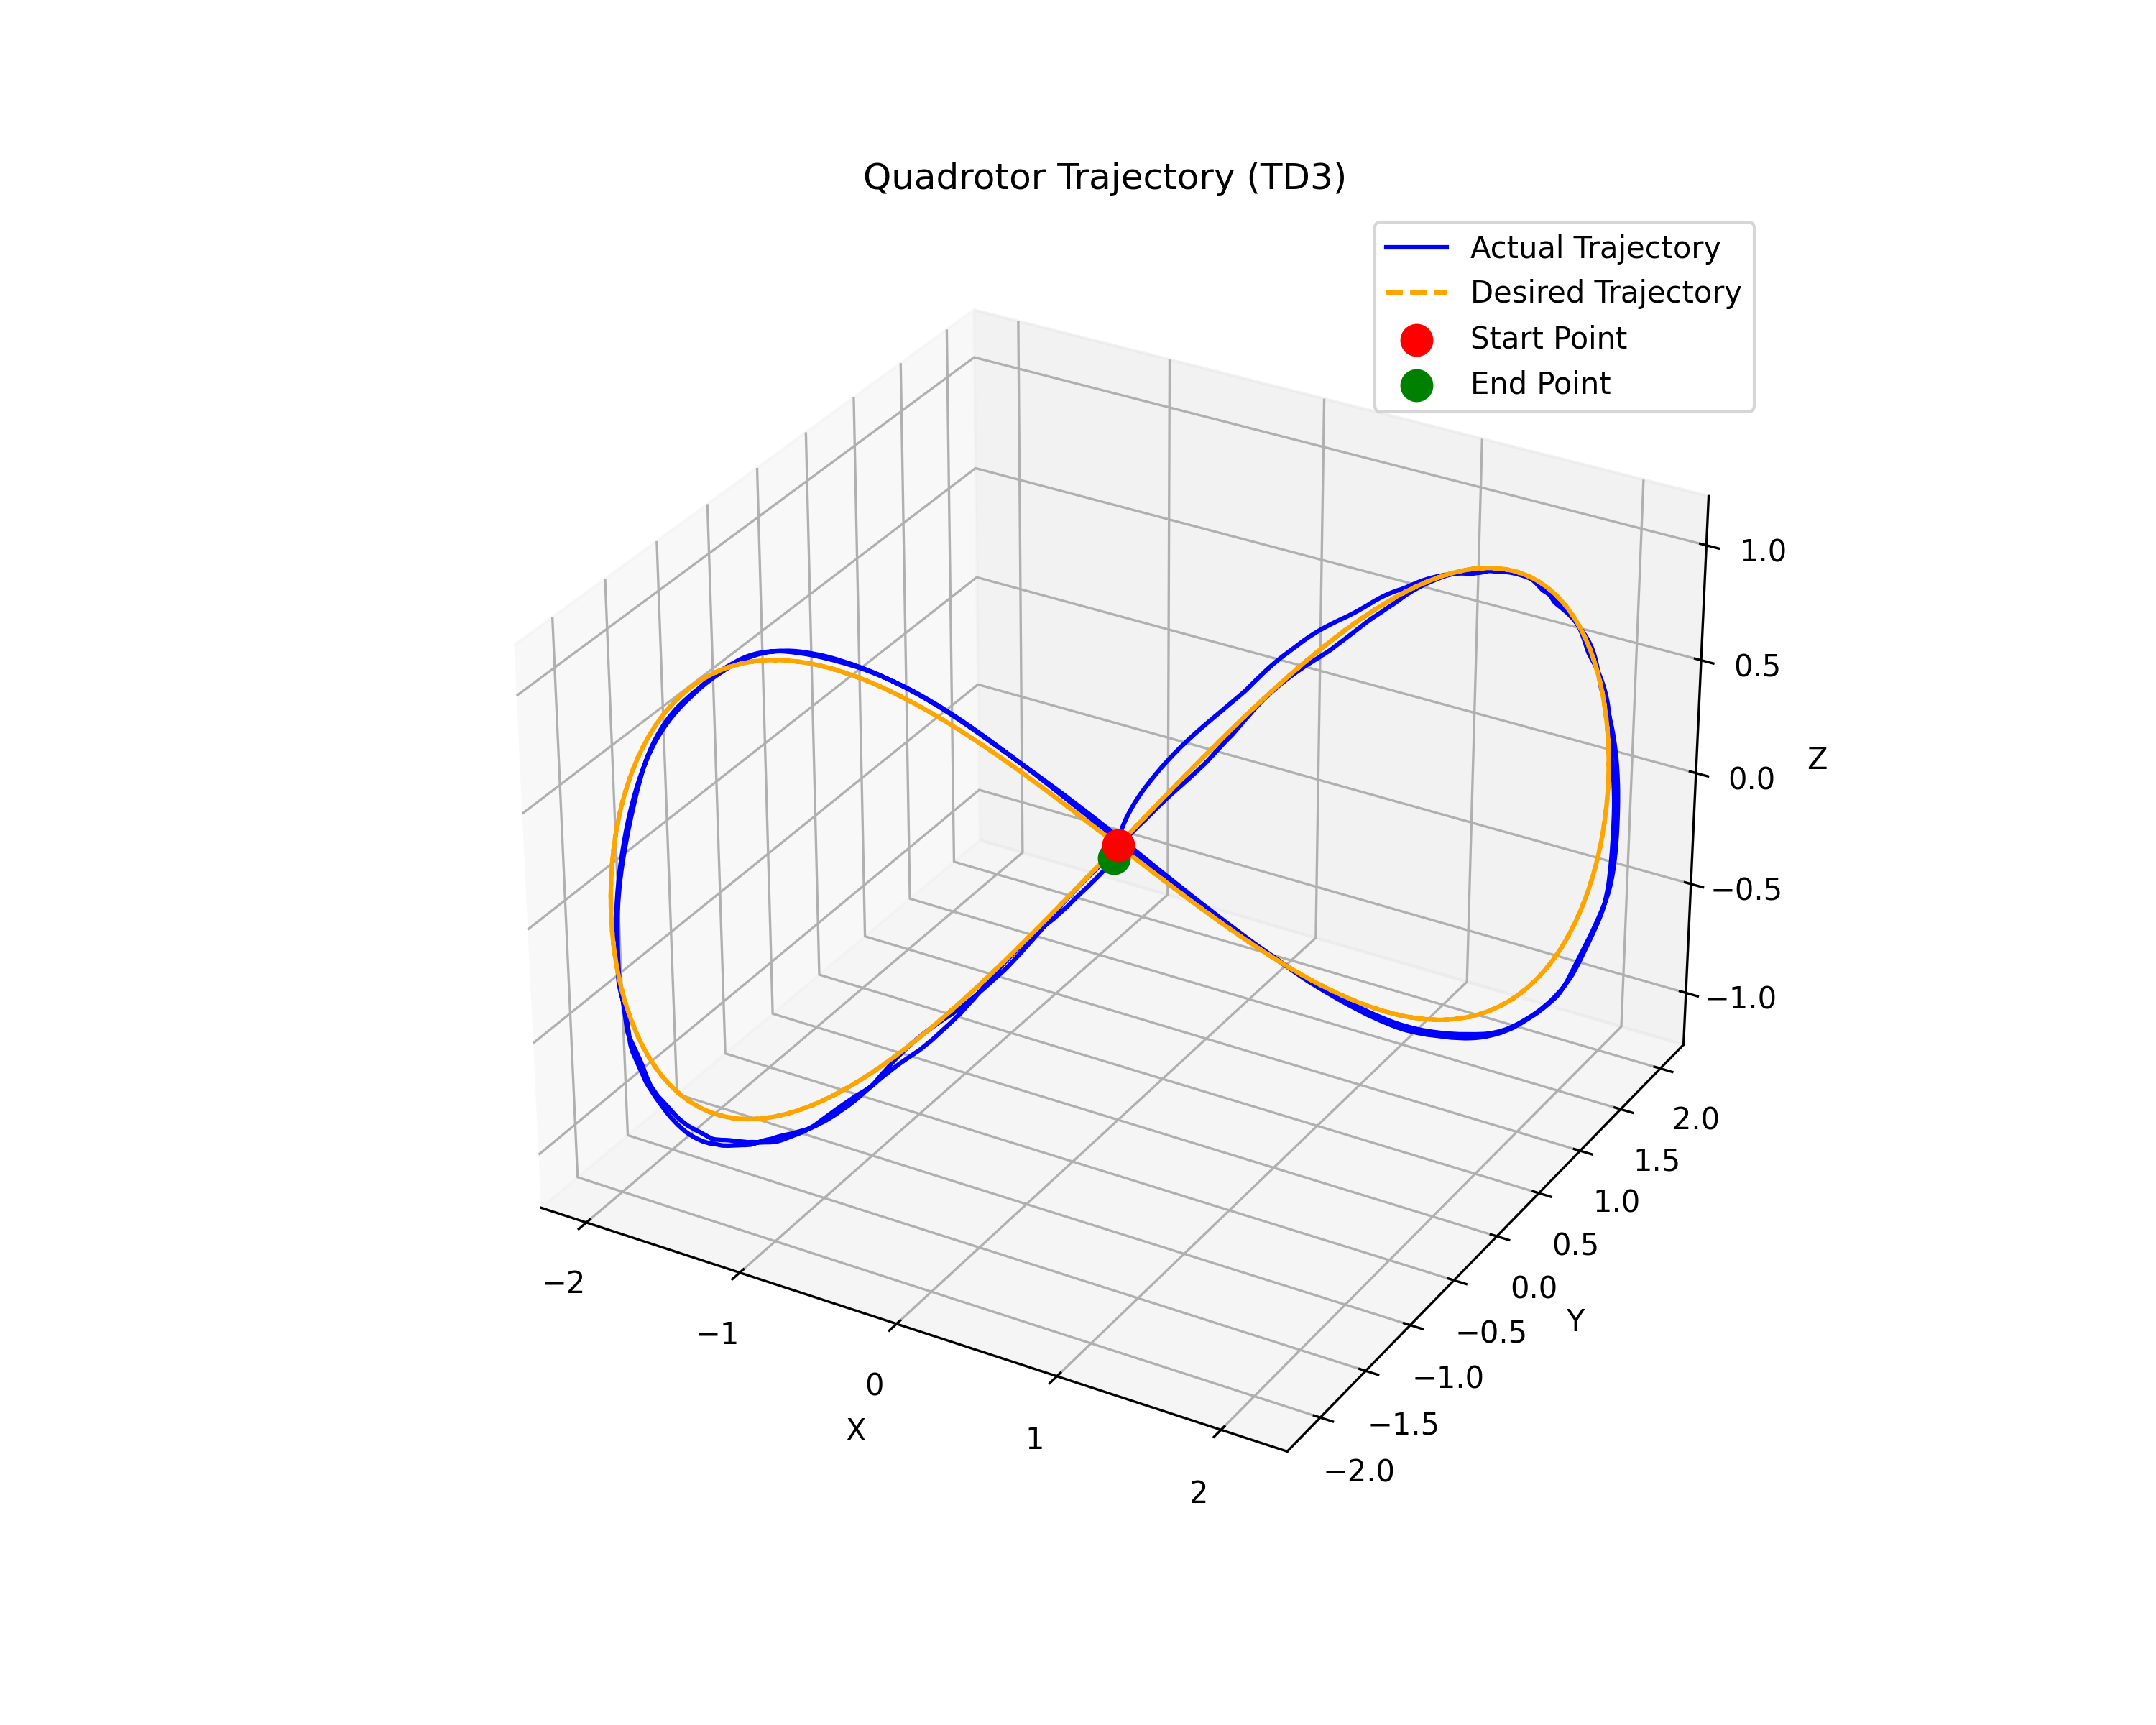 Quadrotor Trajectory (TD3)
Actual Trajectory
Desired Trajectory
Start Point
End Point
1.0
0.5
0.0
−0.5
−1.0
Z
2.0
1.5
1.0
0.5
0.0
−0.5
−1.0
−1.5
−2.0
Y
−2
−1
0
1
2
X